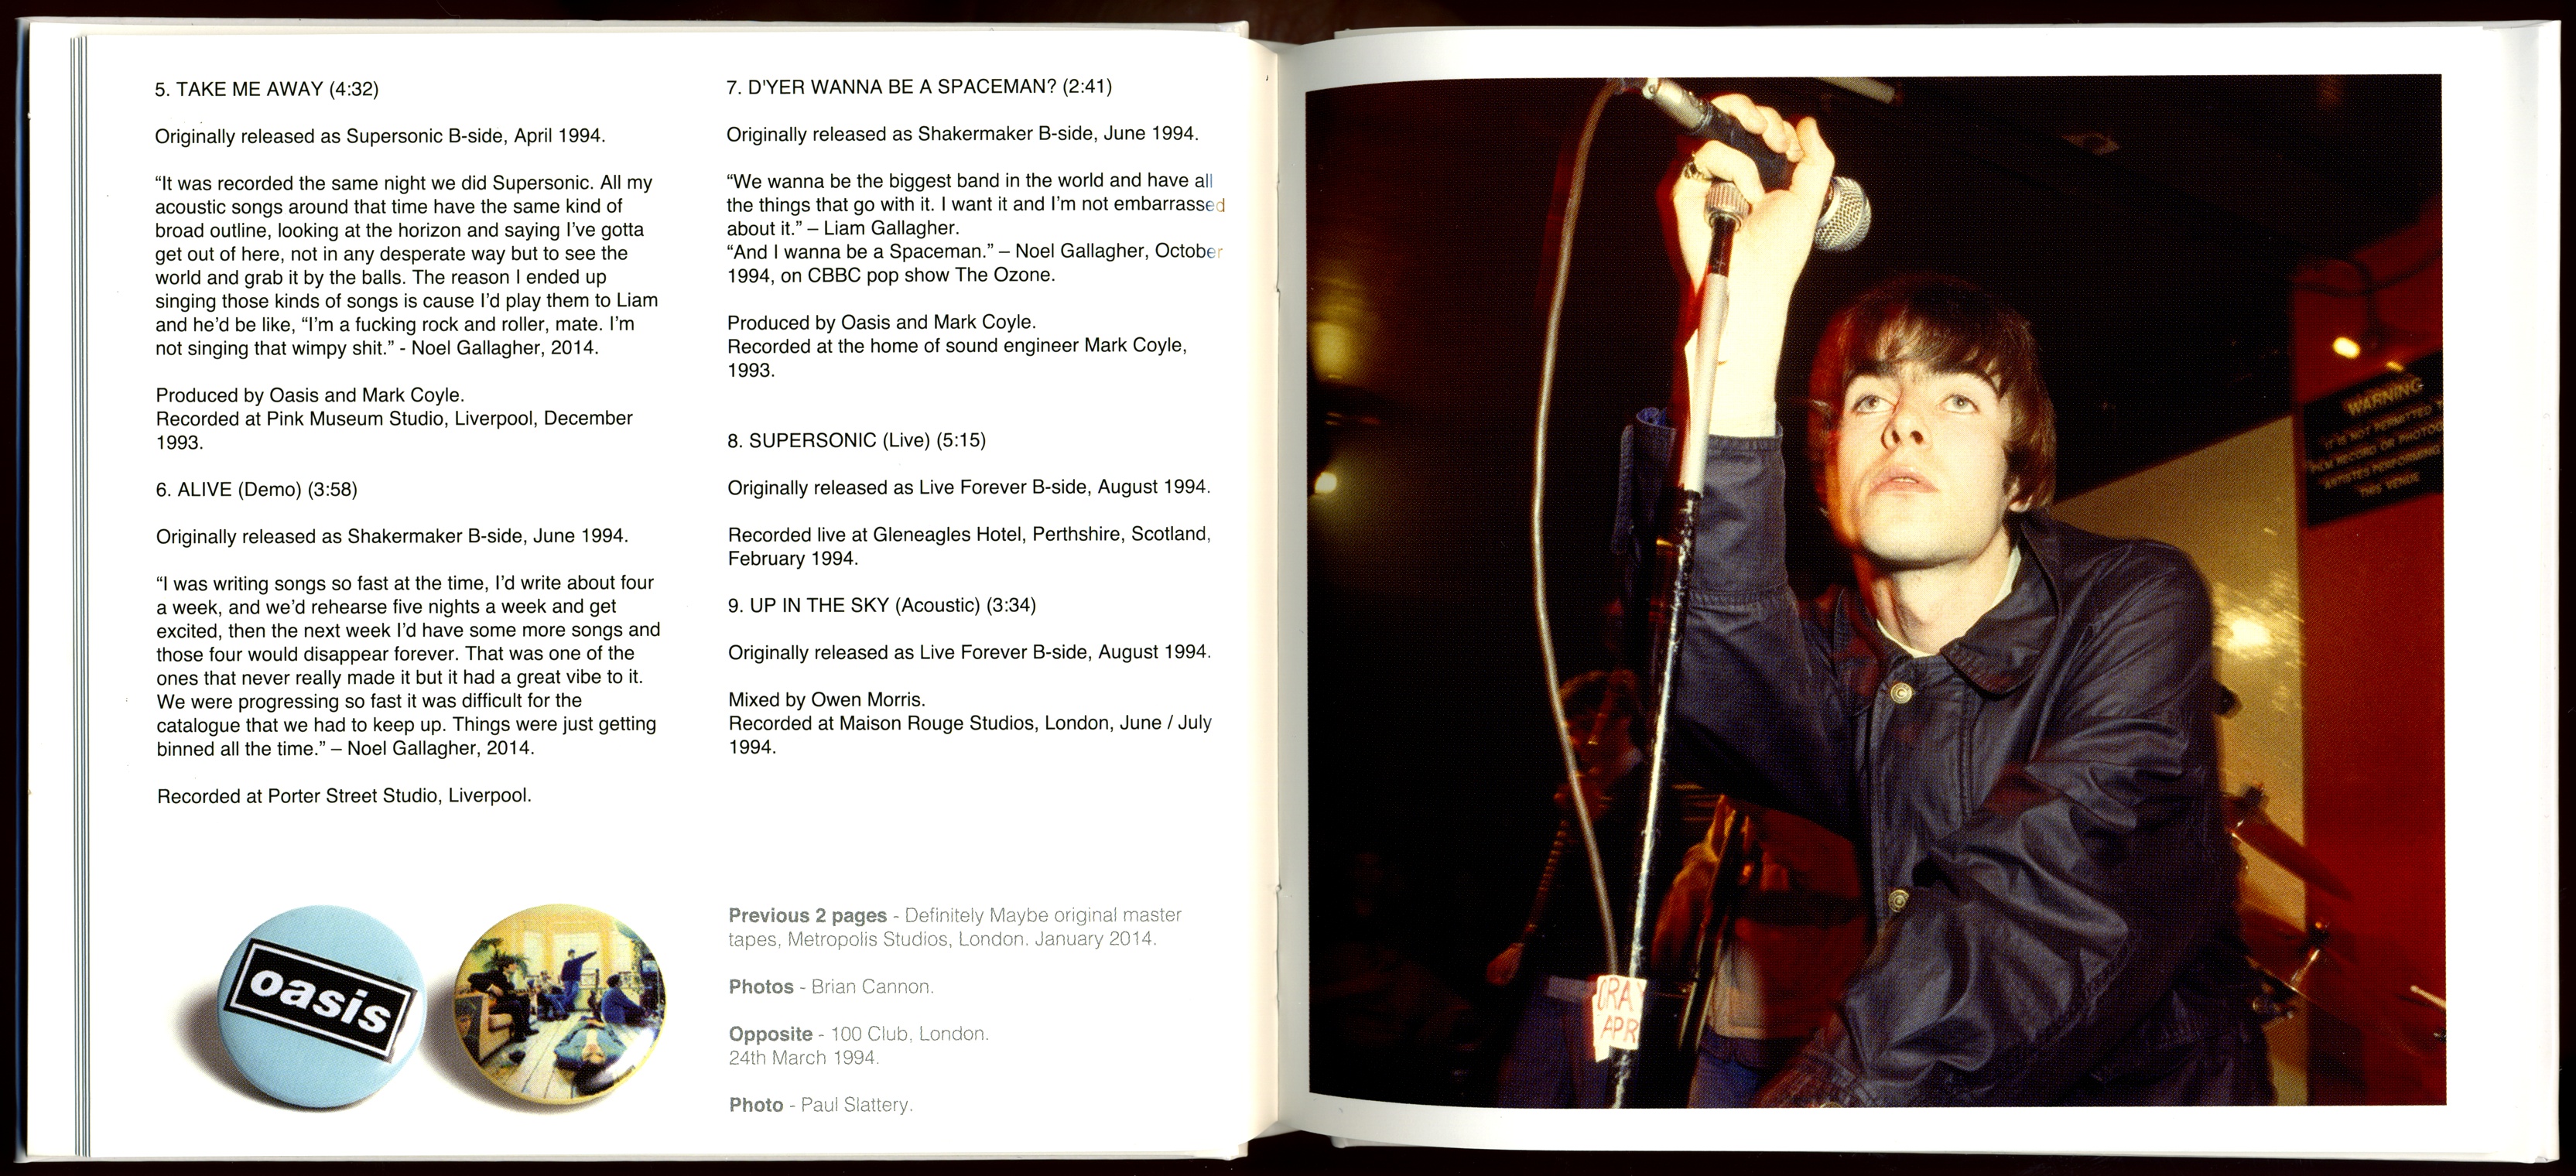 5. TAKE ME AWAY (4:32)
Originally released as Supersonic B-side, April 1994.
“It was recorded the same night we did Supersonic. All my
acoustic songs around that time have the same kind of
broad outline, looking at the horizon and saying I’ve gotta
get out of here, not in any desperate way but to see the
world and grab it by the balls. The reason I ended up
singing those kinds of songs is cause I’d play them to Liam
and he’d be like, “I’m a fucking rock and roller, mate. I’m
not singing that wimpy shit.” - Noel Gallagher, 2014.
Produced by Oasis and Mark Coyle.
Recorded at Pink Museum Studio, Liverpool, December
1993.
6. ALIVE (Demo) (3:58)
Originally released as Shakermaker B-side, June 1994.
“I was writing songs so fast at the time, I’d write about four
a week, and we’d rehearse five nights a week and get
excited, then the next week I’d have some more songs and
those four would disappear forever. That was one of the
ones that never really made it but it had a great vibe to it.
We were progressing so fast it was difficult for the
catalogue that we had to keep up. Things were just getting
binned all the time.” – Noel Gallagher, 2014.
Recorded at Porter Street Studio, Liverpool.
oasis
7. D'YER WANNA BE A SPACEMAN? (2:41)
Originally released as Shakermaker B-side, June 1994.
“We wanna be the biggest band in the world and have all
the things that go with it. I want it and I’m not embarrassed
about it.” – Liam Gallagher.
“And I wanna be a Spaceman.” – Noel Gallagher, October
1994, on CBBC pop show The Ozone.
Produced by Oasis and Mark Coyle.
Recorded at the home of sound engineer Mark Coyle,
1993.
8. SUPERSONIC (Live) (5:15)
Originally released as Live Forever B-side, August 1994.
Recorded live at Gleneagles Hotel, Perthshire, Scotland,
February 1994.
9. UP IN THE SKY (Acoustic) (3:34)
Originally released as Live Forever B-side, August 1994.
Mixed by Owen Morris.
Recorded at Maison Rouge Studios, London, June / July
1994.
Previous 2 pages - Definitely Maybe original master
tapes, Metropolis Studios, London. January 2014.
Photos - Brian Cannon.
Opposite - 100 Club, London.
24th March 1994.
Photo - Paul Slattery.
WARNING
IT IS NOT PERMITTED
FILM RECORD OR PHOTOG
ARTISTES PERFORMING
THIS VENUE
CRA
APR